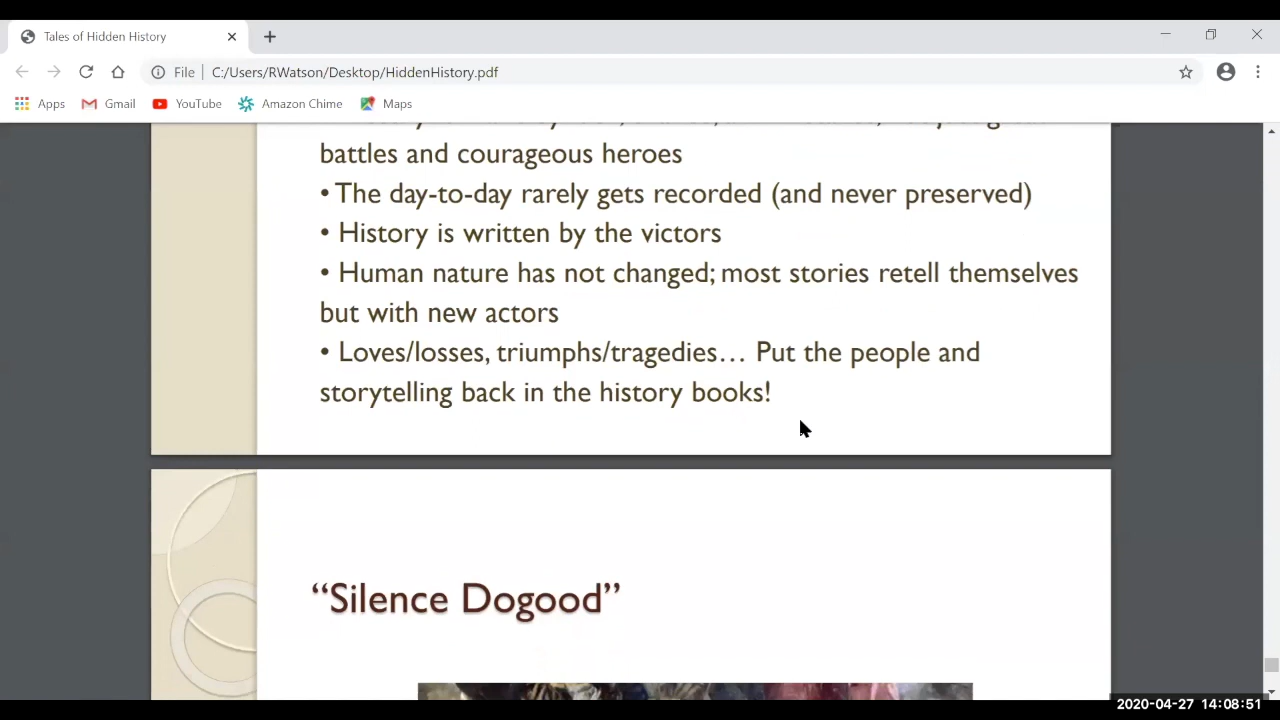 Tales of Hidden History
File
C:/Users/RWatson/Desktop/HiddenHistory.pdf
Apps
Gmail
YouTube
Amazon Chime
Maps
battles and courageous heroes
• The day-to-day rarely gets recorded (and never preserved)
• History is written by the victors
• Human nature has not changed; most stories retell themselves
but with new actors
• Loves/losses, triumphs/tragedies… Put the people and
storytelling back in the history books!
“Silence Dogood”
2020-04-27 14:08:51